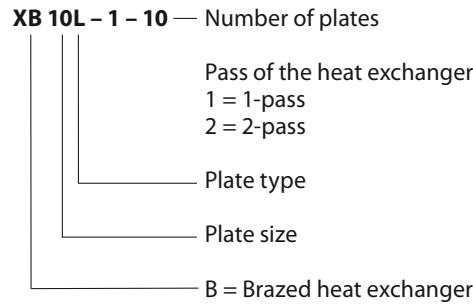 XB 10L – 1 – 10 — Number of plates
Pass of the heat exchanger
1 = 1-pass
2 = 2-pass
Plate type
Plate size
B = Brazed heat exchanger